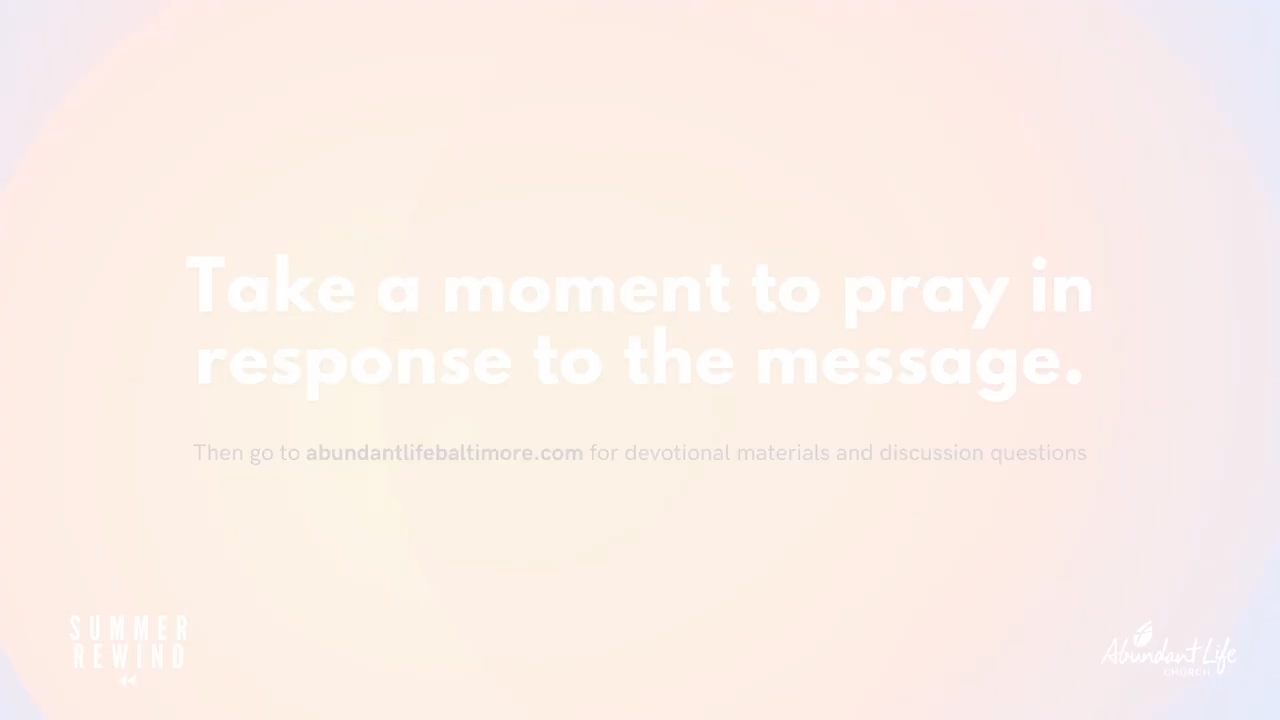 Take a moment to pray in
response to the message.
Then go to abundantlifebaltimore.com for devotional materials and discussion questions
SUMMER
REWIND
Abundant Life
CHURCH